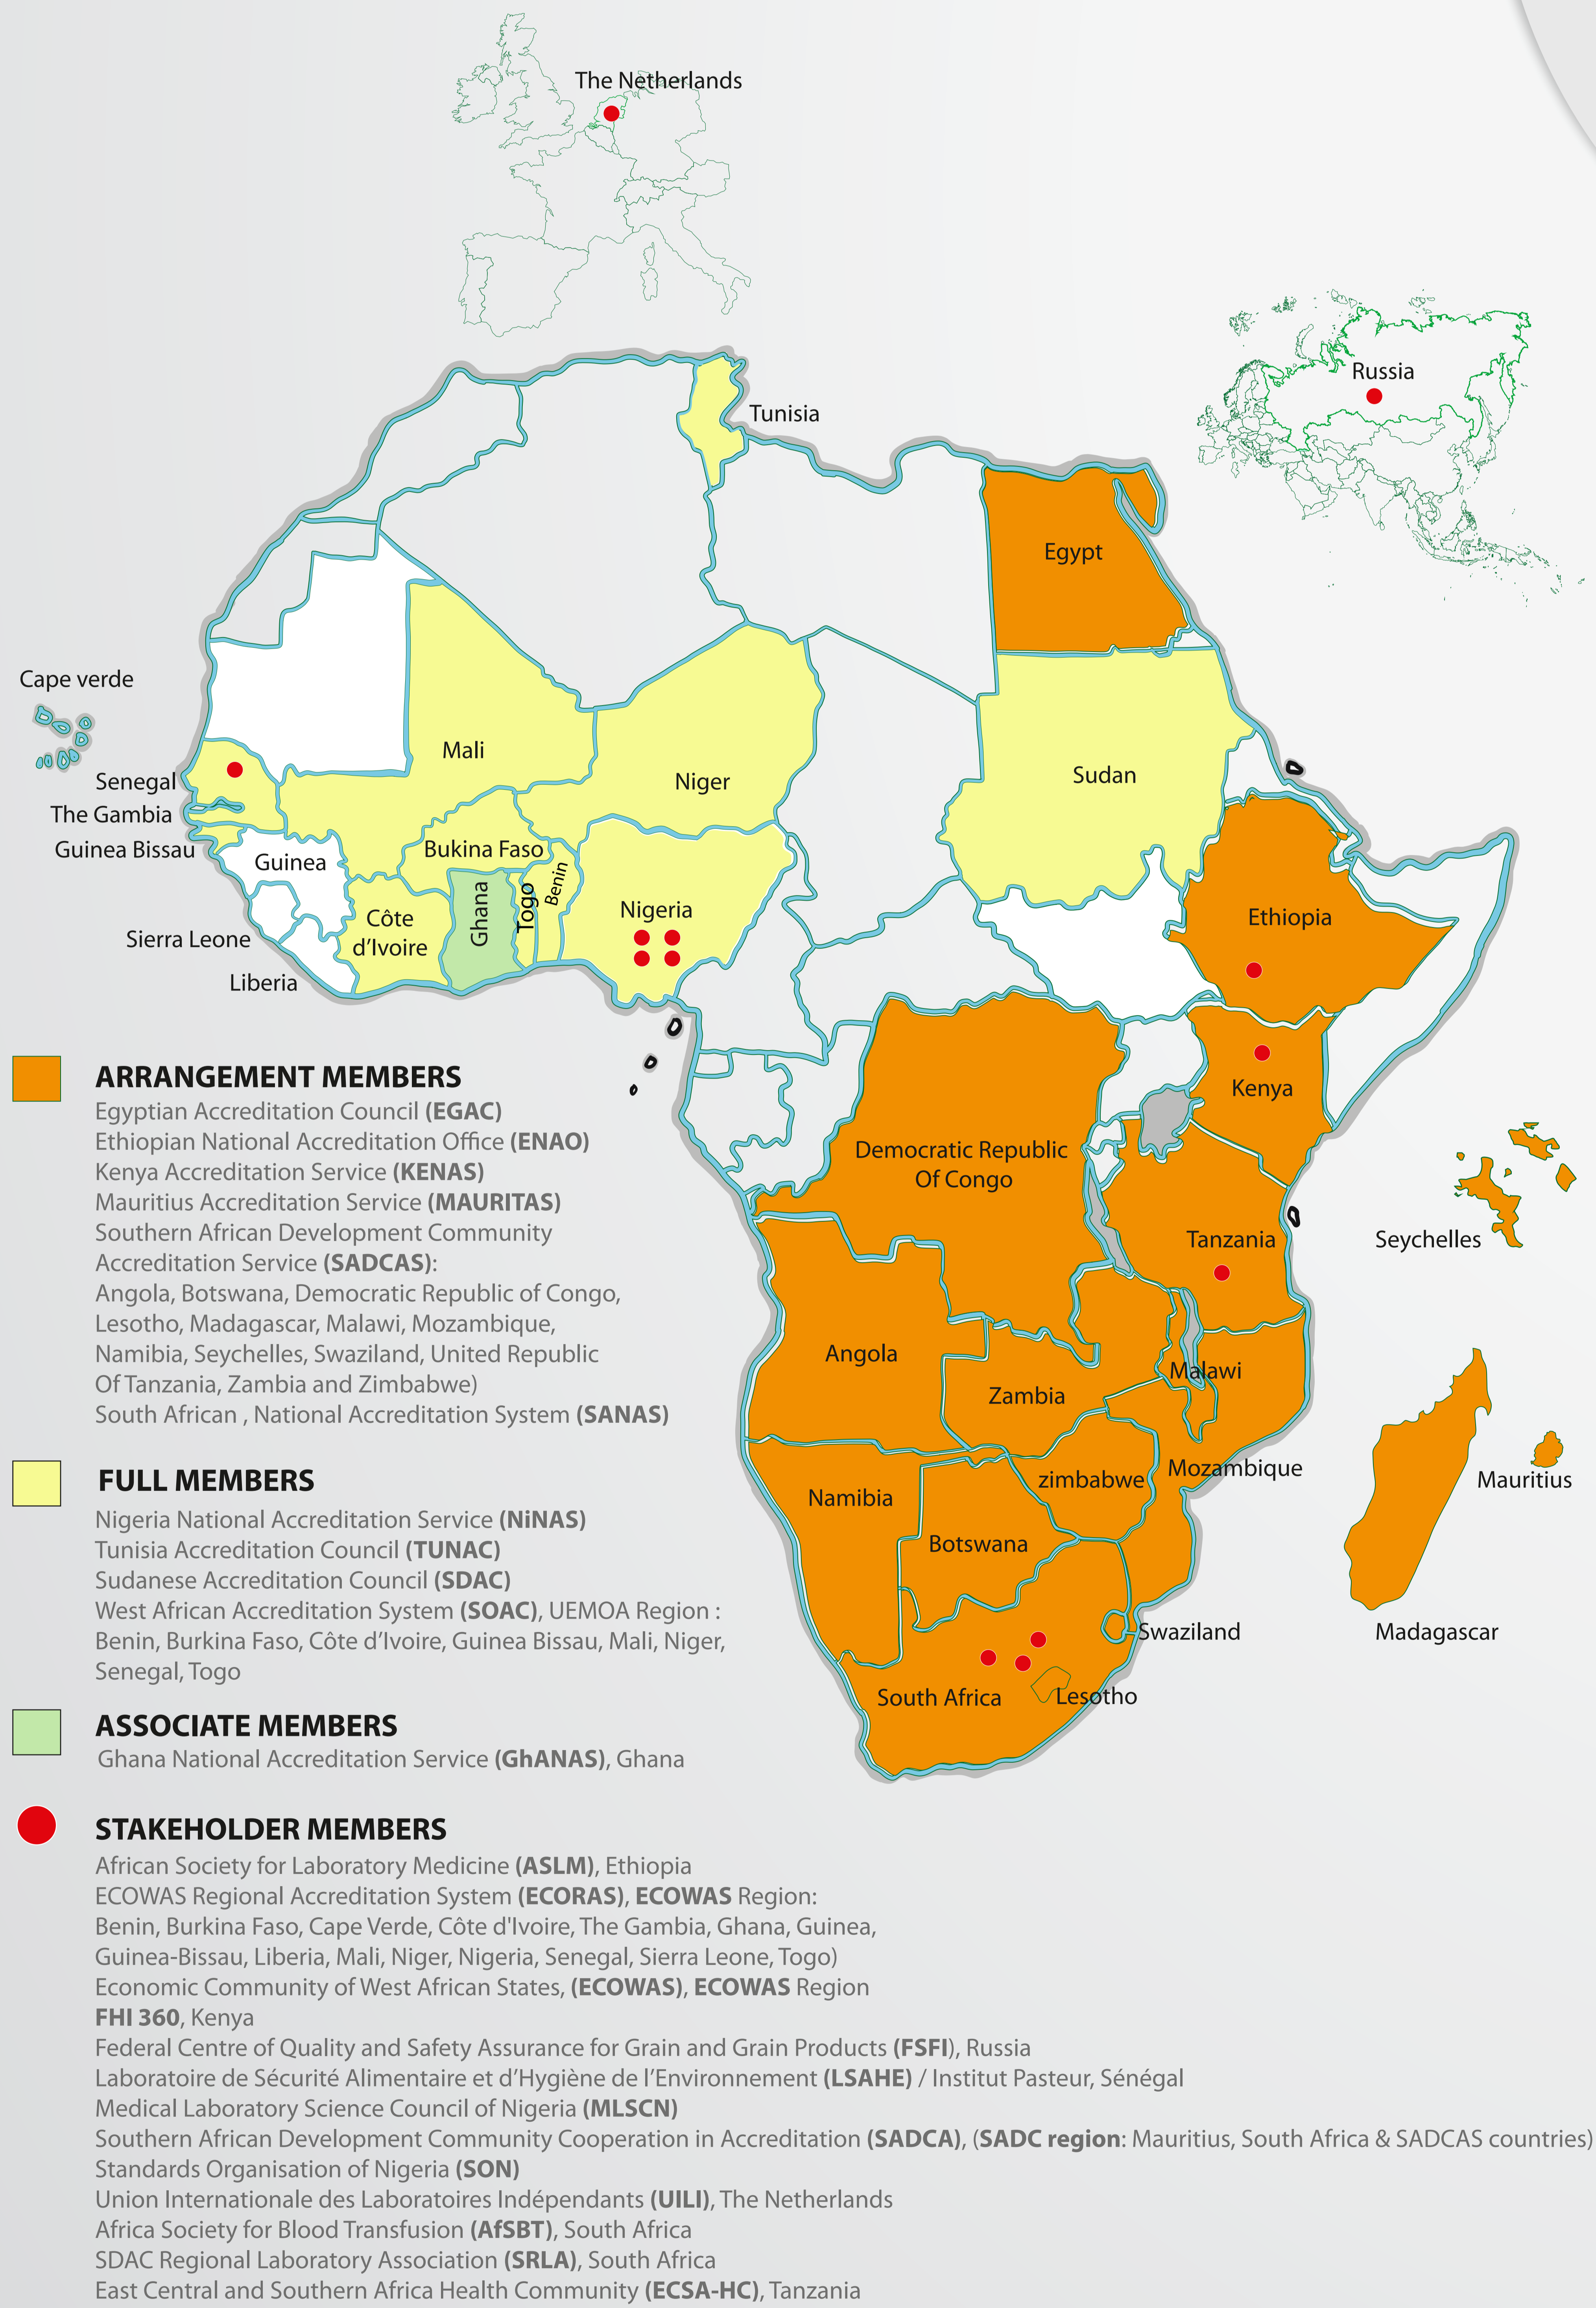 The Netherlands
Russia
Tunisia
Egypt
Cape verde
Mali
Niger
Sudan
Senegal
The Gambia
Guinea Bissau
Guinea
Bukina Faso
Benin
Togo
Ghana
Côte
d'Ivoire
Nigeria
Ethiopia
Sierra Leone
Liberia
Kenya
Democratic Republic
Of Congo
Tanzania
Seychelles
Angola
Malawi
Zambia
Mozambique
zimbabwe
Mauritius
Namibia
Botswana
Swaziland
Madagascar
South Africa
Lesotho
ARRANGEMENT MEMBERS
Egyptian Accreditation Council (EGAC)
Ethiopian National Accreditation Office (ENAO)
Kenya Accreditation Service (KENAS)
Mauritius Accreditation Service (MAURITAS)
Southern African Development Community
Accreditation Service (SADCAS):
Angola, Botswana, Democratic Republic of Congo,
Lesotho, Madagascar, Malawi, Mozambique,
Namibia, Seychelles, Swaziland, United Republic
Of Tanzania, Zambia and Zimbabwe)
South African , National Accreditation System (SANAS)
FULL MEMBERS
Nigeria National Accreditation Service (NiNAS)
Tunisia Accreditation Council (TUNAC)
Sudanese Accreditation Council (SDAC)
West African Accreditation System (SOAC), UEMOA Region :
Benin, Burkina Faso, Côte d'Ivoire, Guinea Bissau, Mali, Niger,
Senegal, Togo
ASSOCIATE MEMBERS
Ghana National Accreditation Service (GhANAS), Ghana
STAKEHOLDER MEMBERS
African Society for Laboratory Medicine (ASLM), Ethiopia
ECOWAS Regional Accreditation System (ECORAS), ECOWAS Region:
Benin, Burkina Faso, Cape Verde, Côte d'Ivoire, The Gambia, Ghana, Guinea,
Guinea-Bissau, Liberia, Mali, Niger, Nigeria, Senegal, Sierra Leone, Togo)
Economic Community of West African States, (ECOWAS), ECOWAS Region
FHI 360, Kenya
Federal Centre of Quality and Safety Assurance for Grain and Grain Products (FSFI), Russia
Laboratoire de Sécurité Alimentaire et d'Hygiène de l'Environnement (LSAHE) / Institut Pasteur, Sénégal
Medical Laboratory Science Council of Nigeria (MLSCN)
Southern African Development Community Cooperation in Accreditation (SADCA), (SADC region: Mauritius, South Africa & SADCAS countries)
Standards Organisation of Nigeria (SON)
Union Internationale des Laboratoires Indépendants (UILI), The Netherlands
Africa Society for Blood Transfusion (AfSBT), South Africa
SDAC Regional Laboratory Association (SRLA), South Africa
East Central and Southern Africa Health Community (ECSA-HC), Tanzania